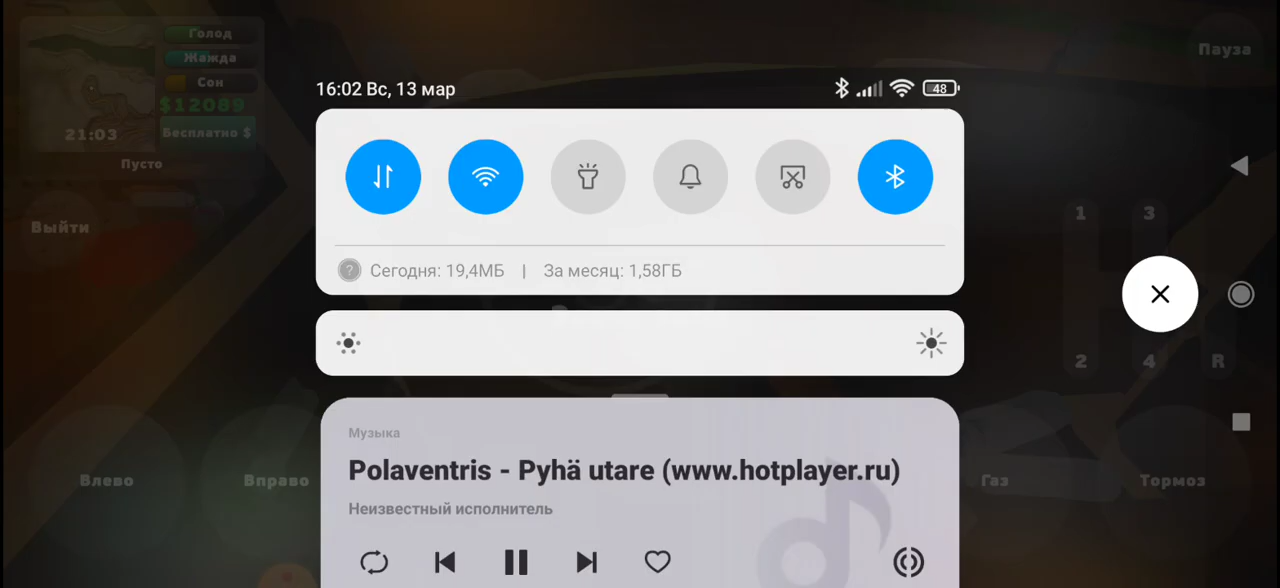 Голод
Жажда
Сон
$12089
21:03
Бесплатно $
Пусто
Выйти
Пауза
16:02 Вс, 13 мар
48
Сегодня: 19,4МБ | За месяц: 1,58ГБ
1 3
2 4 R
Музыка
Polaventris - Pyhä utare (www.hotplayer.ru)
Неизвестный исполнитель
Влево
Вправо
Газ
Тормоз